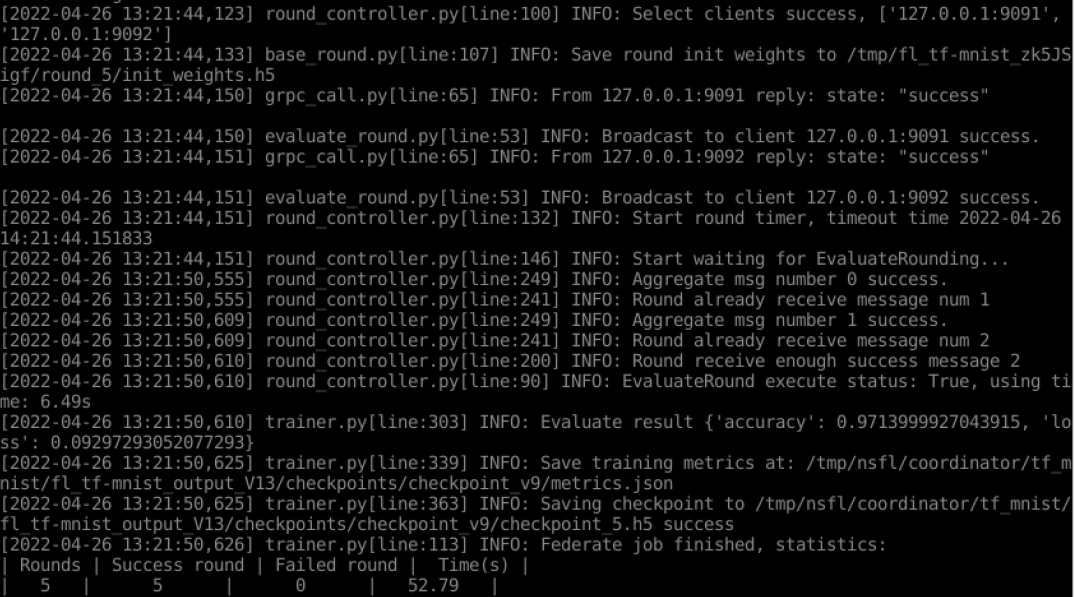 [2022-04-26 13:21:44,123] round_controller.py[line:100] INFO: Select clients success, ['127.0.0.1:9091',
'127.0.0.1:9092']
[2022-04-26 13:21:44,133] base_round.py[line:107] INFO: Save round init weights to /tmp/fl_tf-mnist_zk5JS
igf/round_5/init_weights.h5
[2022-04-26 13:21:44,150] grpc_call.py[line:65] INFO: From 127.0.0.1:9091 reply: state: "success"
[2022-04-26 13:21:44,150] evaluate_round.py[line:53] INFO: Broadcast to client 127.0.0.1:9091 success.
[2022-04-26 13:21:44,151] grpc_call.py[line:65] INFO: From 127.0.0.1:9092 reply: state: "success"
[2022-04-26 13:21:44,151] evaluate_round.py[line:53] INFO: Broadcast to client 127.0.0.1:9092 success.
[2022-04-26 13:21:44,151] round_controller.py[line:132] INFO: Start round timer, timeout time 2022-04-26
14:21:44.151833
[2022-04-26 13:21:44,151] round_controller.py[line:146] INFO: Start waiting for EvaluateRounding...
[2022-04-26 13:21:50,555] round_controller.py[line:249] INFO: Aggregate msg number 0 success.
[2022-04-26 13:21:50,555] round_controller.py[line:241] INFO: Round already receive message num 1
[2022-04-26 13:21:50,609] round_controller.py[line:249] INFO: Aggregate msg number 1 success.
[2022-04-26 13:21:50,609] round_controller.py[line:241] INFO: Round already receive message num 2
[2022-04-26 13:21:50,610] round_controller.py[line:200] INFO: Round receive enough success message 2
[2022-04-26 13:21:50,610] round_controller.py[line:90] INFO: EvaluateRound execute status: True, using ti
me: 6.49s
[2022-04-26 13:21:50,610] trainer.py[line:303] INFO: Evaluate result {'accuracy': 0.97139999927043915, 'lo
ss': 0.09297293052077293}
[2022-04-26 13:21:50,625] trainer.py[line:339] INFO: Save training metrics at: /tmp/nsfl/coordinator/tf_m
nist/fl_tf-mnist_output_V13/checkpoints/checkpoint_v9/metrics.json
[2022-04-26 13:21:50,625] trainer.py[line:363] INFO: Saving checkpoint to /tmp/nsfl/coordinator/tf_mnist/
fl_tf-mnist_output_V13/checkpoints/checkpoint_v9/checkpoint_5.h5 success
[2022-04-26 13:21:50,626] trainer.py[line:113] INFO: Federate job finished, statistics:
| Rounds | Success round | Failed round | Time(s) |
| 5 | 5 | 0 | 52.79 |